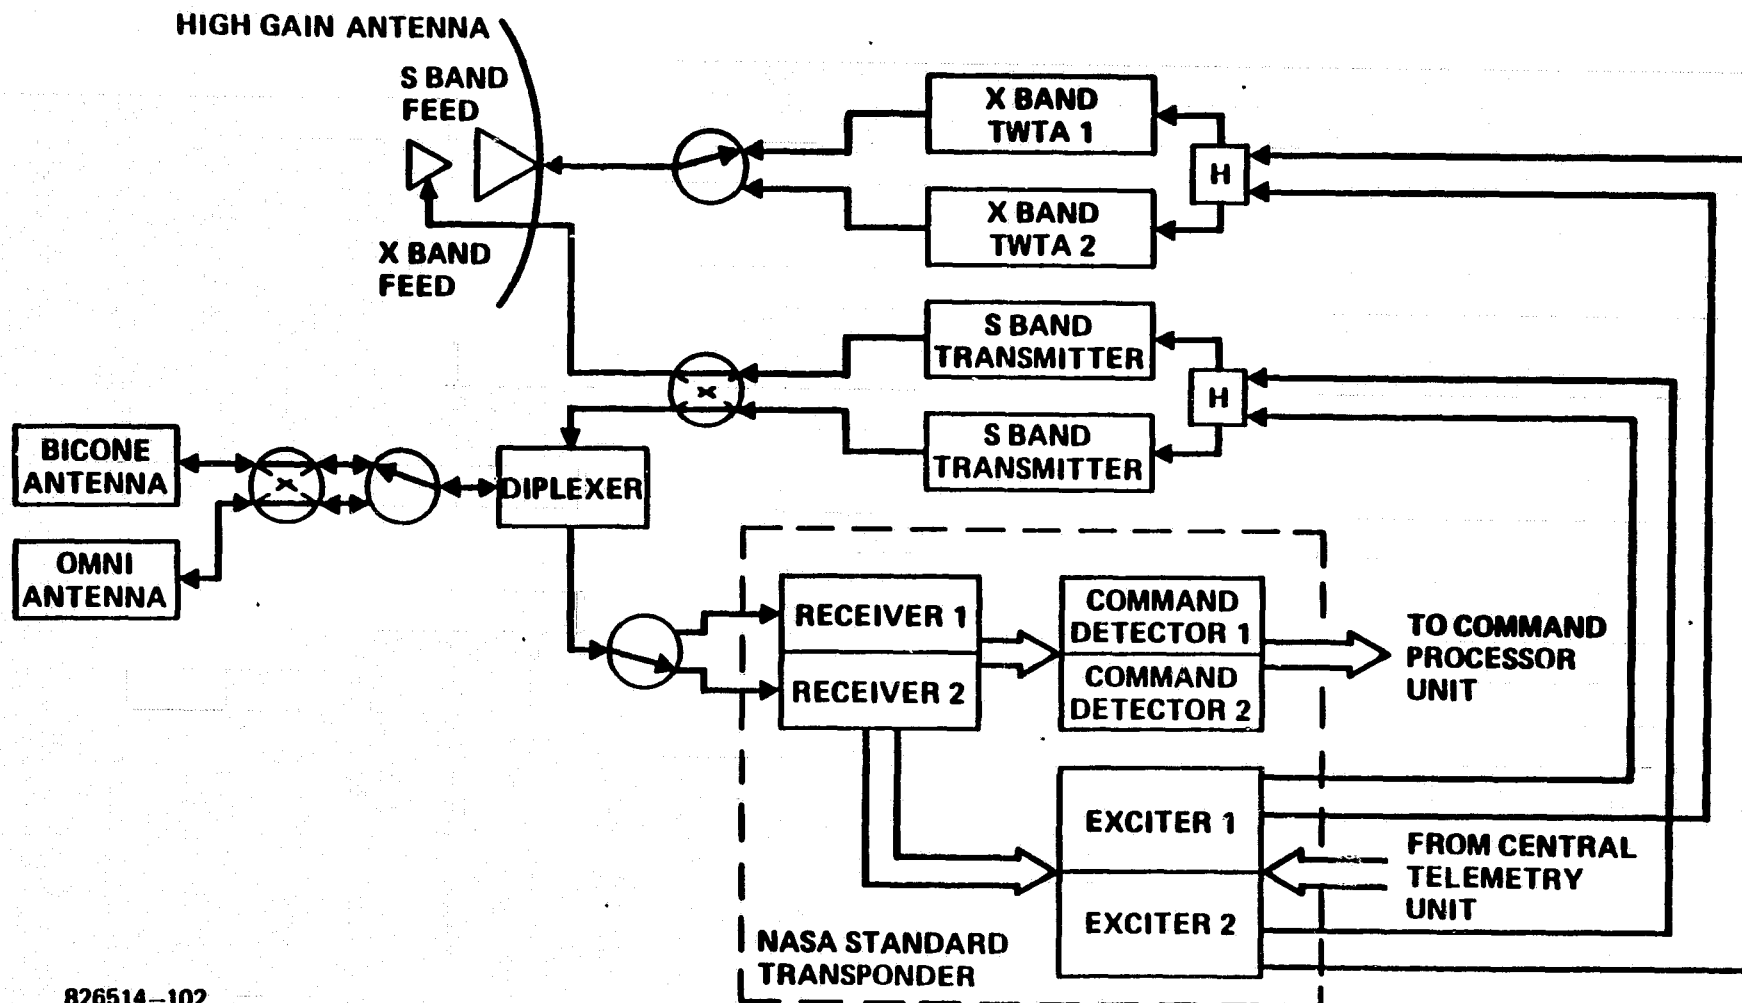 HIGH GAIN ANTENNA
S BAND
FEED
X BAND
FEED
X BAND
TWTA 1
X BAND
TWTA 2
H
S BAND
TRANSMITTER
S BAND
TRANSMITTER
H
X
BICONE
ANTENNA
X
DIPLEXER
OMNI
ANTENNA
RECEIVER 1
RECEIVER 2
COMMAND
DETECTOR 1
COMMAND
DETECTOR 2
TO COMMAND
PROCESSOR
UNIT
EXCITER 1
EXCITER 2
FROM CENTRAL
TELEMETRY
UNIT
NASA STANDARD
TRANSPONDER
826514-102